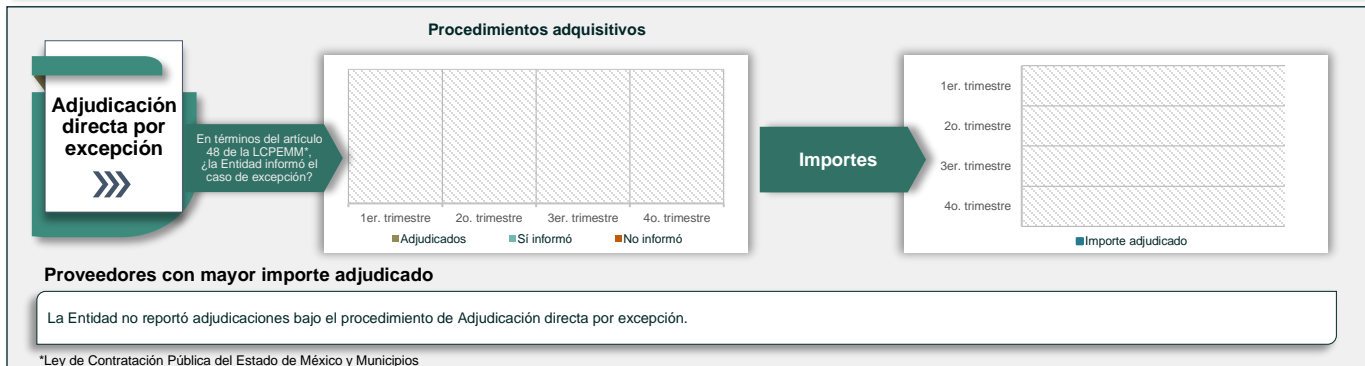 Procedimientos adquisitivos
Adjudicación
directa por
excepción
En términos del artículo
48 de la LCPEMM*,
¿la Entidad informó el
caso de excepción?
1er. trimestre 2o. trimestre 3er. trimestre 4o. trimestre
Adjudicados Sí informó No informó
Importes
1er. trimestre
2o. trimestre
3er. trimestre
4o. trimestre
Importe adjudicado
Proveedores con mayor importe adjudicado
La Entidad no reportó adjudicaciones bajo el procedimiento de Adjudicación directa por excepción.
*Ley de Contratación Pública del Estado de México y Municipios